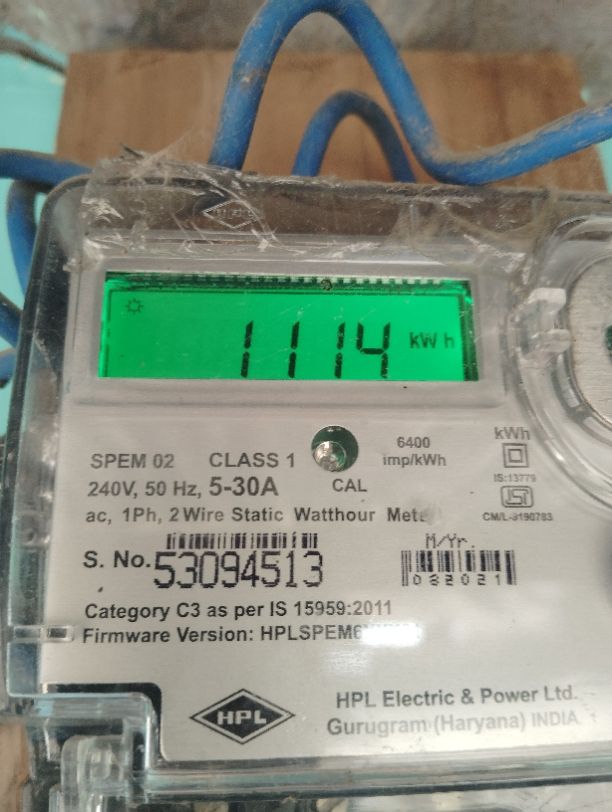 1114 kWh
SPEM 02 CLASS 1
6400
imp/kWh
kWh
240V, 50 Hz, 5-30A
CAL
IS:13779
ISI
CM/L-9190783
ac, 1Ph, 2 Wire Static Watthour
M/Yr.
S. No. 53094513
082021
Category C3 as per IS 15959:2011
Firmware Version:
HPL
HPL Electric & Power Ltd.
Gurugram (Haryana) INDIA